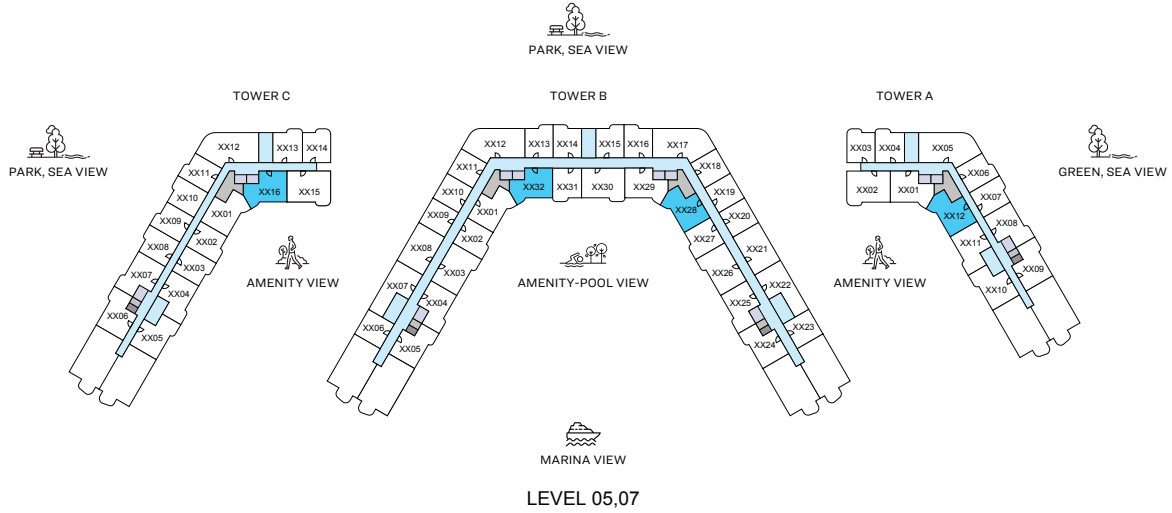 PARK, SEA VIEW
TOWER C
TOWER B
TOWER A
PARK, SEA VIEW
GREEN, SEA VIEW
XX12
XX13
XX14
XX11
XX10
XX09
XX08
XX07
XX06
XX05
XX04
XX03
XX02
XX01
XX16
XX15
XX12
XX13
XX14
XX15
XX16
XX17
XX11
XX10
XX09
XX08
XX07
XX06
XX05
XX04
XX03
XX02
XX01
XX32
XX31
XX30
XX29
XX28
XX27
XX26
XX25
XX24
XX23
XX22
XX21
XX20
XX19
XX18
XX03
XX04
XX05
XX02
XX01
XX06
XX07
XX08
XX09
XX10
XX11
XX12
AMENITY VIEW
AMENITY-POOL VIEW
AMENITY VIEW
MARINA VIEW
LEVEL 05,07